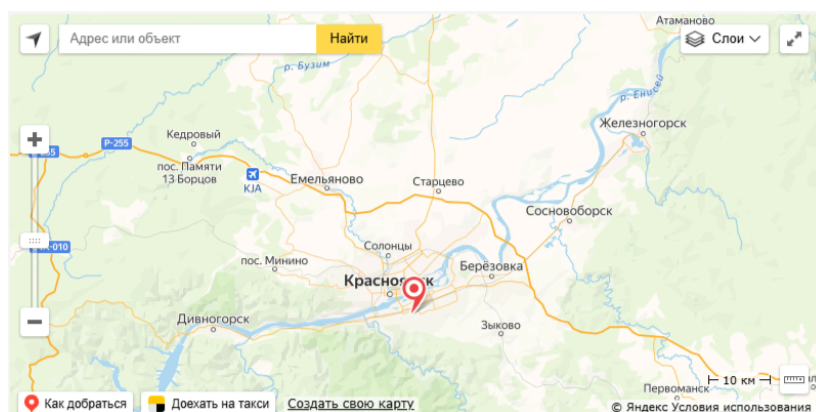 Атаманово
Адрес или объект
Найти
Слои
р. Бузим
р. Енисей
Железногорск
Кедровый
Р-255
пос. Памяти
13 Борцов
KJA
Емельяново
Старцево
Сосновоборск
Солонцы
пос. Минино
Берёзовка
Дивногорск
Зыково
10 км
Первоманск
Как добраться
Доехать на такси
Создать свою карту
© Яндекс Условия использования